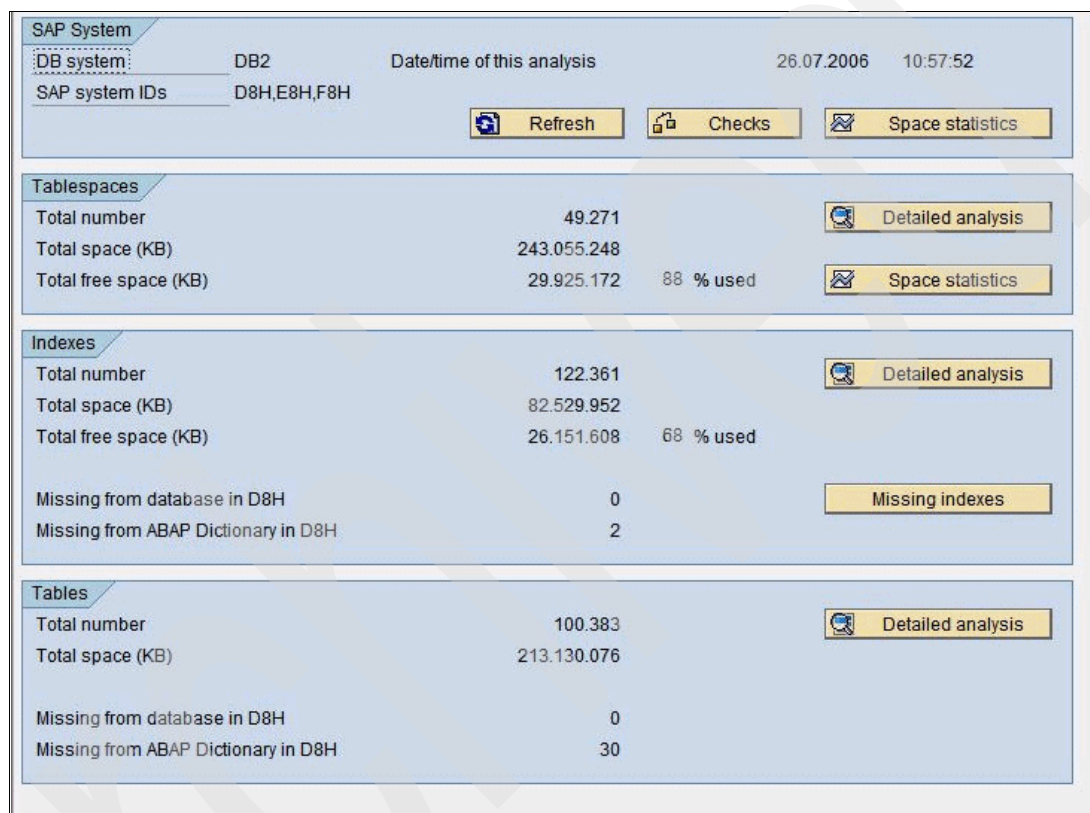 SAP System
DB system DB2 Date/time of this analysis 26.07.2006 10:57:52
SAP system IDs D8H,E8H,F8H
Refresh Checks Space statistics
Tablespaces
Total number 49.271 Detailed analysis
Total space (KB) 243.055.248
Total free space (KB) 29.925.172 88 % used Space statistics
Indexes
Total number 122.361 Detailed analysis
Total space (KB) 82.529.952
Total free space (KB) 26.151.608 68 % used
Missing from database in D8H 0 Missing indexes
Missing from ABAP Dictionary in D8H 2
Tables
Total number 100.383 Detailed analysis
Total space (KB) 213.130.076
Missing from database in D8H 0
Missing from ABAP Dictionary in D8H 30